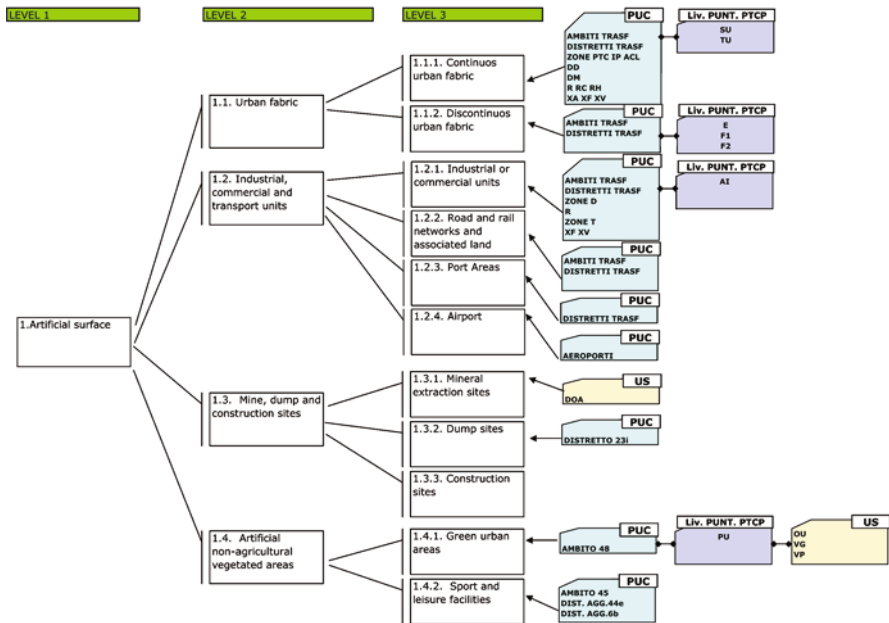 LEVEL 1
LEVEL 2
LEVEL 3
1.Artificial surface
1.1. Urban fabric
1.1.1. Continuos
urban fabric
PUC
AMBITI TRASF
DISTRETTI TRASF
ZONE PTC IP ACL
DD
DM
R RC RH
XA XF XV
Liv. PUNT. PTCP
SU
TU
1.1.2. Discontinuos
urban fabric
PUC
AMBITI TRASF
DISTRETTI TRASF
Liv. PUNT. PTCP
E
F1
F2
1.2. Industrial,
commercial and
transport units
1.2.1. Industrial or
commercial units
PUC
AMBITI TRASF
DISTRETTI TRASF
ZONE D
R
ZONE T
XF XV
Liv. PUNT. PTCP
AI
1.2.2. Road and rail
networks and
associated land
PUC
AMBITI TRASF
DISTRETTI TRASF
1.2.3. Port Areas
PUC
DISTRETTI TRASF
1.2.4. Airport
PUC
AEROPORTI
1.3. Mine, dump and
construction sites
1.3.1. Mineral
extraction sites
US
DOA
1.3.2. Dump sites
PUC
DISTRETTO 23i
1.3.3. Construction
sites
1.4. Artificial
non-agricultural
vegetated areas
1.4.1. Green urban
areas
PUC
AMBITO 48
Liv. PUNT. PTCP
PU
US
OU
VG
VP
1.4.2. Sport and
leisure facilities
PUC
AMBITO 45
DIST. AGG.44e
DIST. AGG.6b